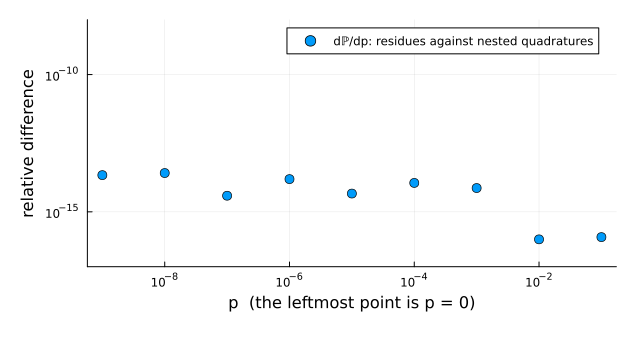 dℙ/dp: residues against nested quadratures
10⁻¹⁰
10⁻¹⁵
relative difference
10⁻⁸ 10⁻⁶ 10⁻⁴ 10⁻²
p (the leftmost point is p = 0)